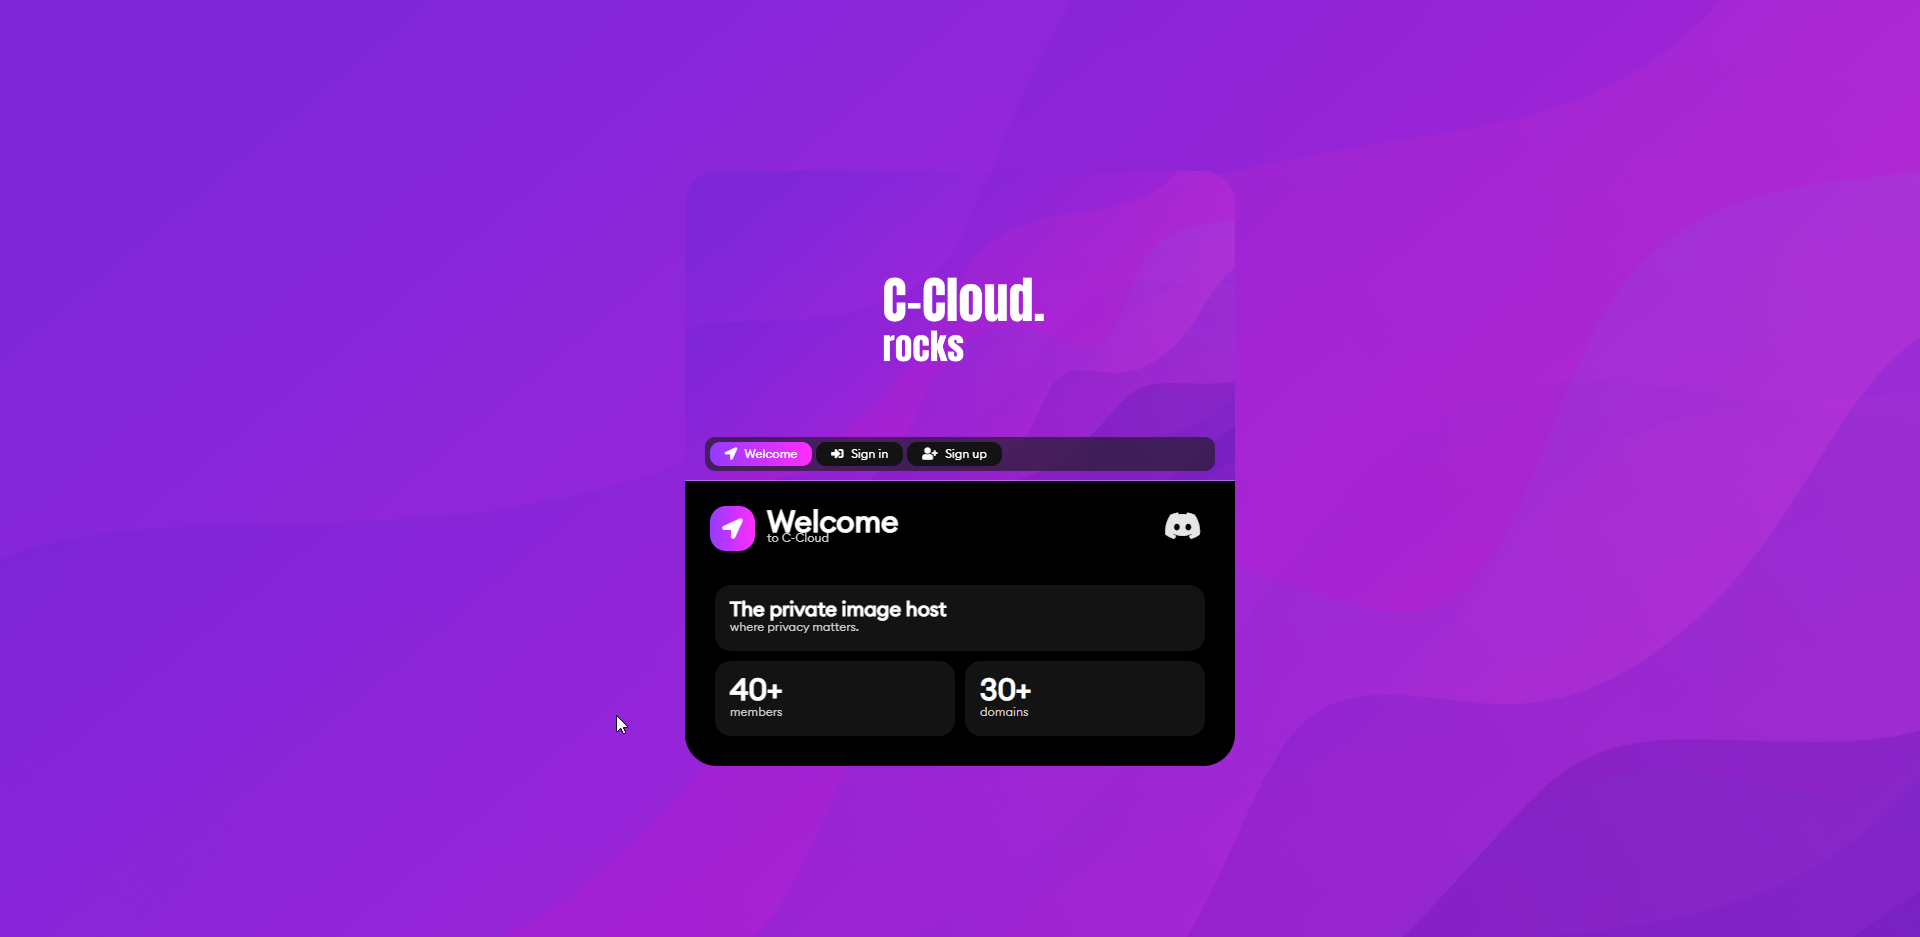 C-Cloud.
rocks
Welcome Sign in Sign up
Welcome
to C-Cloud
The private image host
where privacy matters.
40+ 30+
members domains